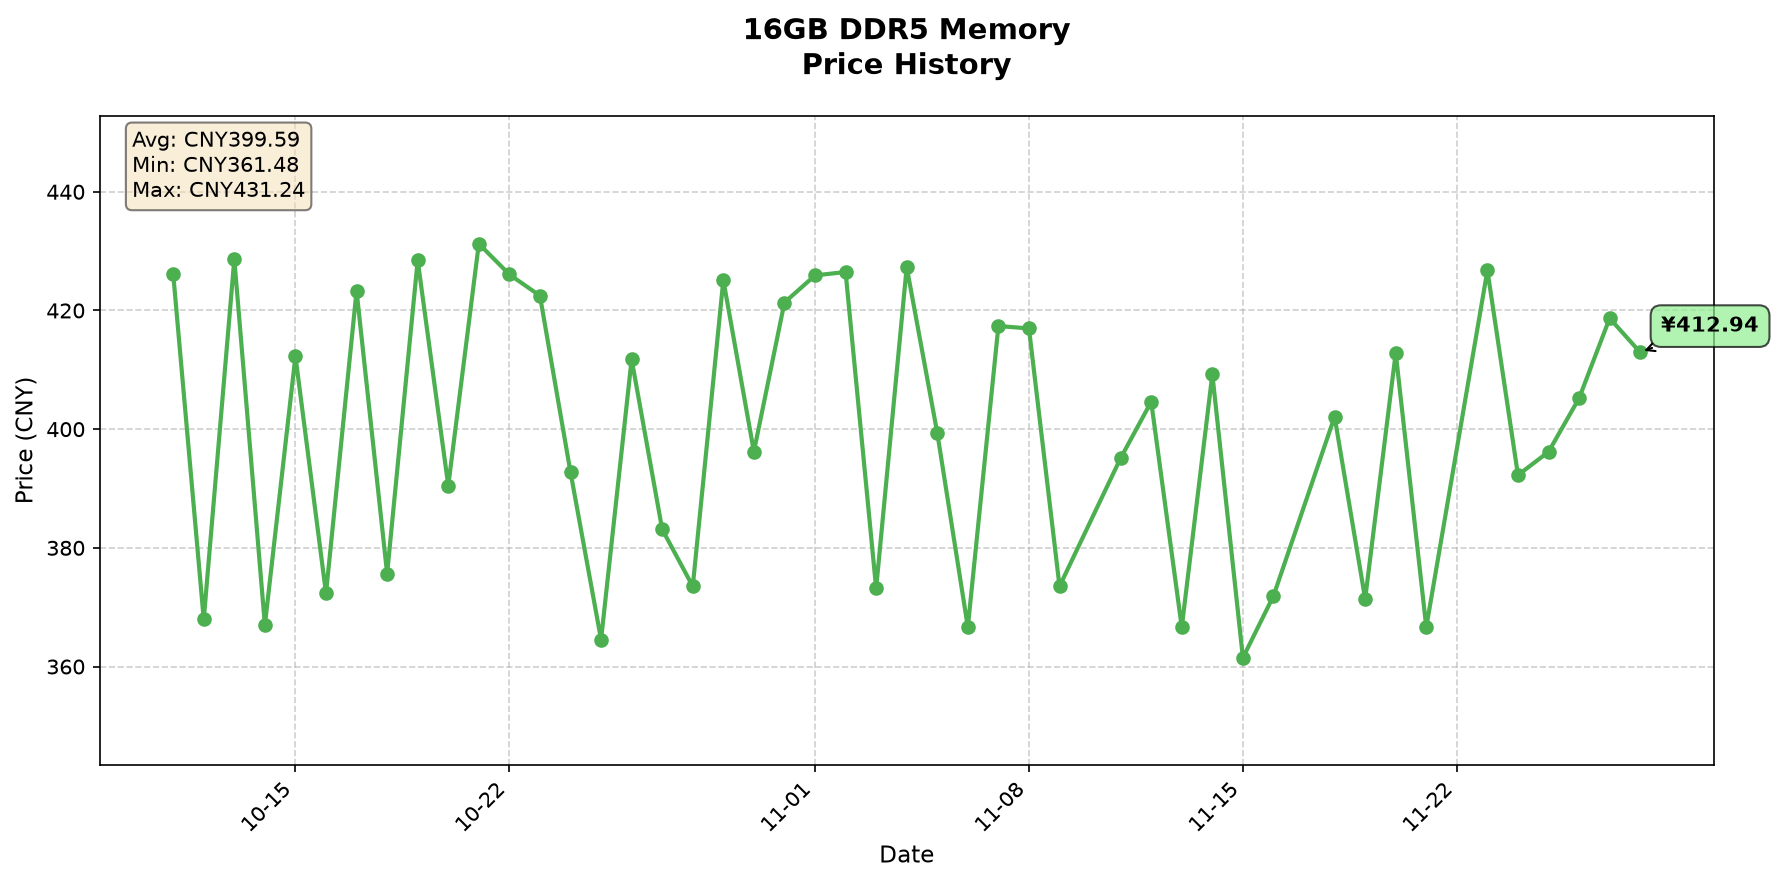 16GB DDR5 Memory
Price History
Avg: CNY399.59
Min: CNY361.48
Max: CNY431.24
¥412.94
Price (CNY)
440
420
400
380
360
10-15
10-22
11-01
11-08
11-15
11-22
Date